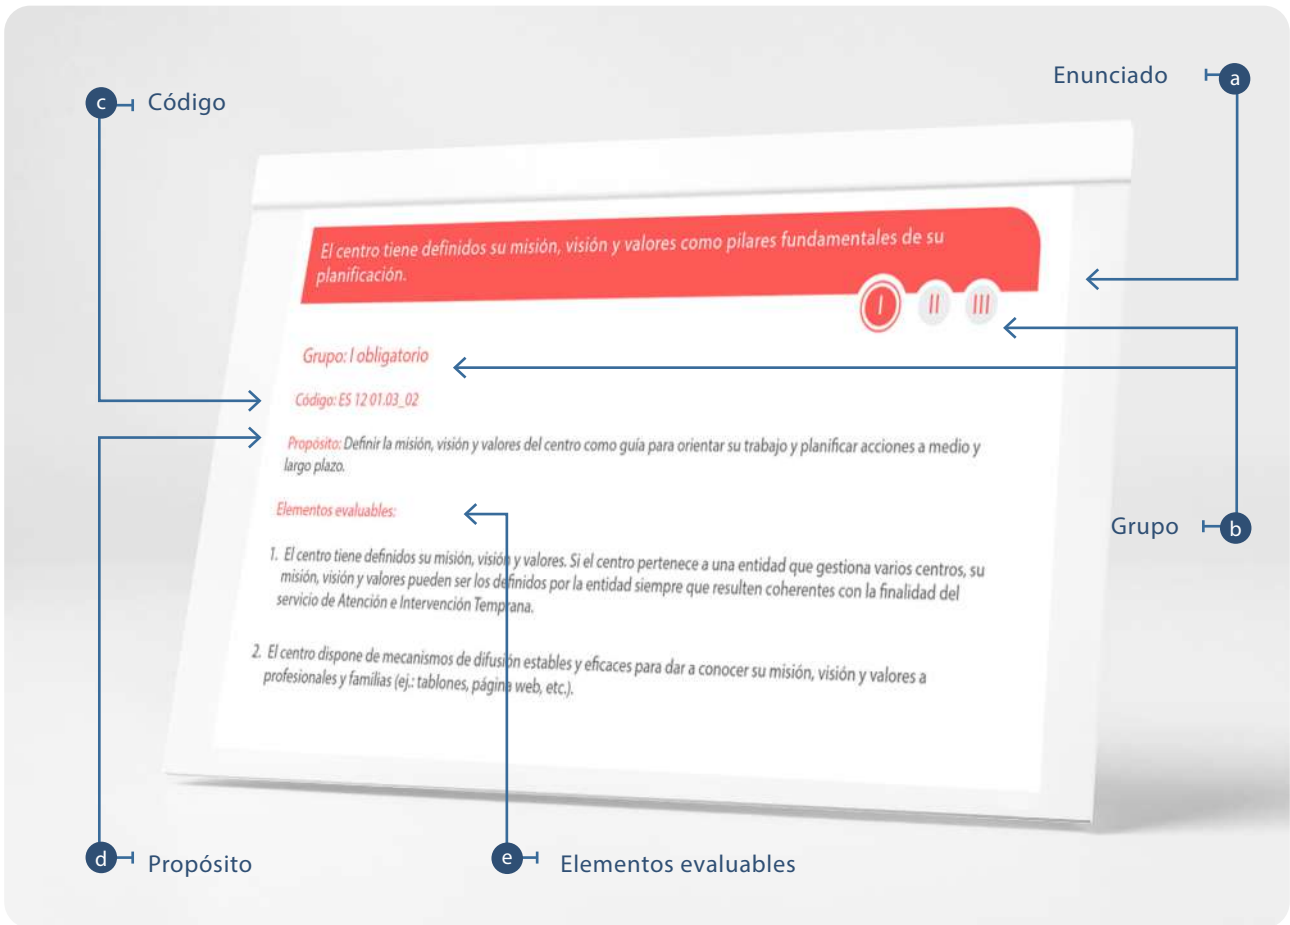 Enunciado
a
c
Código
El centro tiene definidos su misión, visión y valores como pilares fundamentales de su
planificación.
I II III
Grupo: I obligatorio
Código: ES 12 01.03_02
Propósito: Definir la misión, visión y valores del centro como guía para orientar su trabajo y planificar acciones a medio y
largo plazo.
Elementos evaluables:
Grupo
b
1. El centro tiene definidos su misión, visión y valores. Si el centro pertenece a una entidad que gestiona varios centros, su
misión, visión y valores pueden ser los definidos por la entidad siempre que resulten coherentes con la finalidad del
servicio de Atención e Intervención Temprana.
2. El centro dispone de mecanismos de difusión estables y eficaces para dar a conocer su misión, visión y valores a
profesionales y familias (ej.: tablones, página web, etc.).
d
Propósito
e
Elementos evaluables